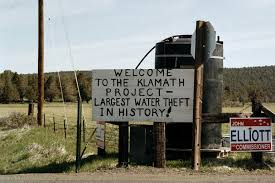 WELCOME
TO THE KLAMATH
PROJECT-
LARGEST WATER THEFT
IN HISTORY!
JOHN
ELLIOTT
COMMISSIONER